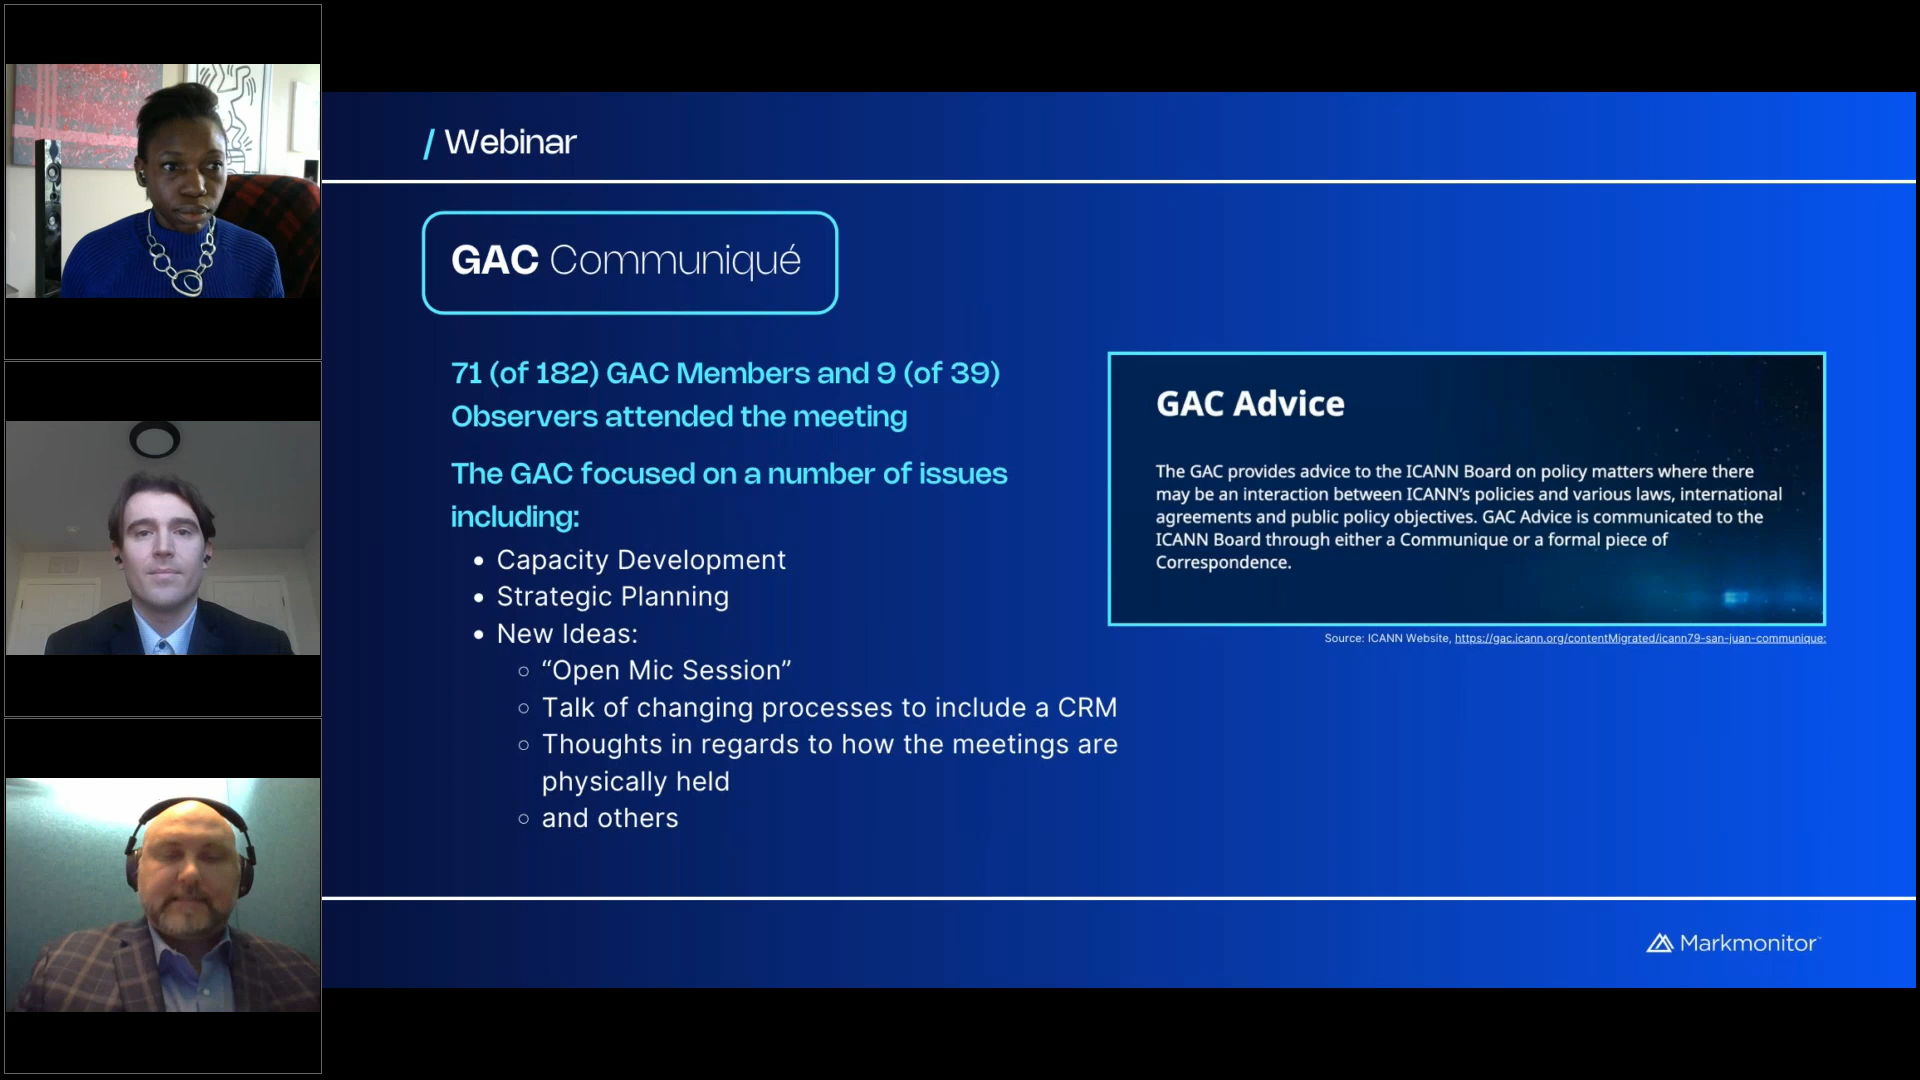 / Webinar
GAC Communiqué
71 (of 182) GAC Members and 9 (of 39)
Observers attended the meeting
The GAC focused on a number of issues
including:
• Capacity Development
• Strategic Planning
• New Ideas:
○ “Open Mic Session”
○ Talk of changing processes to include a CRM
○ Thoughts in regards to how the meetings are
physically held
○ and others
GAC Advice
The GAC provides advice to the ICANN Board on policy matters where there
may be an interaction between ICANN’s policies and various laws, international
agreements and public policy objectives. GAC Advice is communicated to the
ICANN Board through either a Communique or a formal piece of
Correspondence.
Source: ICANN Website, https://gac.icann.org/contentMigrated/icann79-san-juan-communique;
Markmonitor